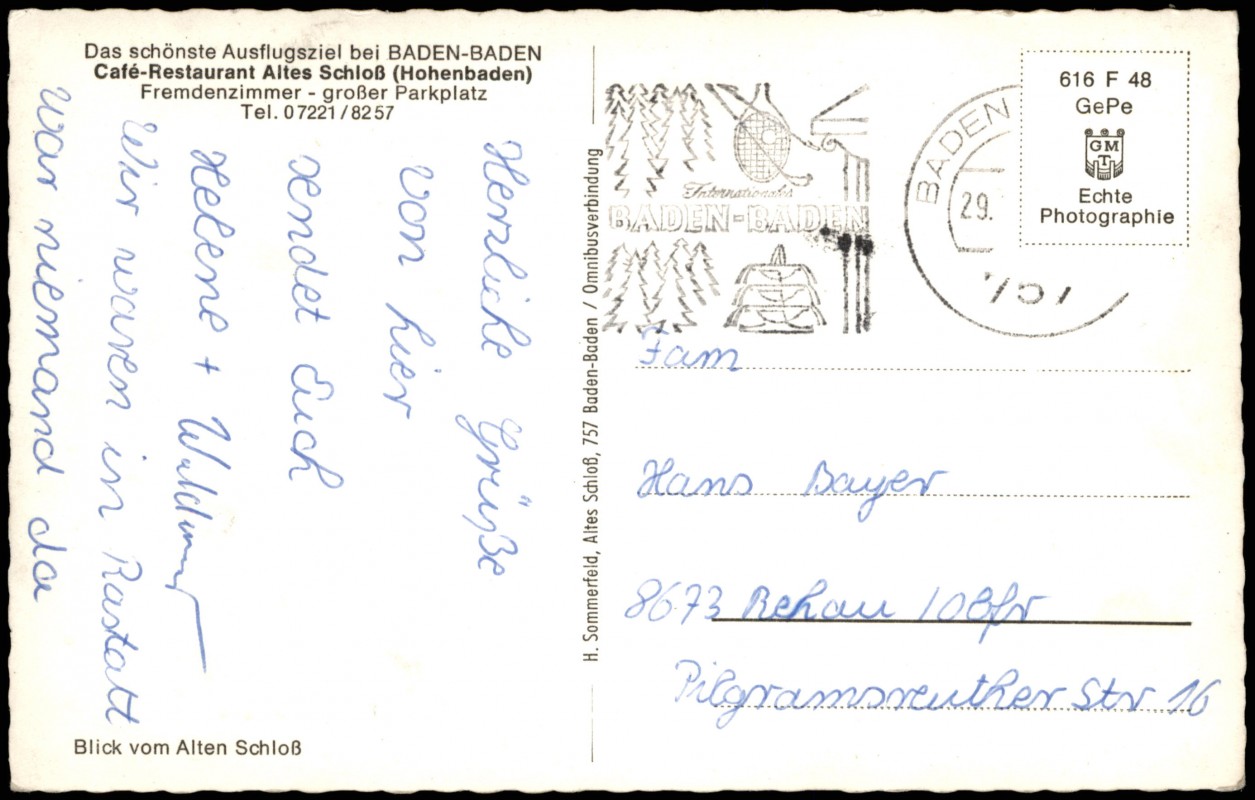 Das schönste Ausflugsziel bei BADEN-BADEN
Café-Restaurant Altes Schloß (Hohenbaden)
Fremdenzimmer - großer Parkplatz
Tel. 07221/8257
Herzliche Grüße
von hier
sendet Euch
Helene +
Wir waren in Rastatt
war niemand da
Blick vom Alten Schloß
H. Sommerfeld, Altes Schloß, 757 Baden-Baden / Omnibusverbindung
Internationales
BADEN-BADEN
BADEN
29.
616 F 48
GePe
GMT
Echte
Photographie
Fam
Hans Bayer
8673 Rehau / Obfr
Pilgramsreuther Str 16